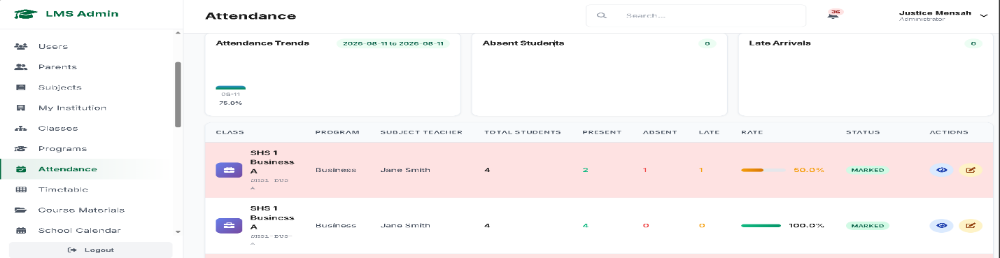 LMS Admin
Attendance
Search...
36
Justice Mensah
Administrator
Users
Parents
Subjects
My Institution
Classes
Programs
Attendance
Timetable
Course Materials
School Calendar
Logout
Attendance Trends
2026-08-11 to 2026-08-11
08-11
75.0%
Absent Students
0
Late Arrivals
0
CLASS PROGRAM SUBJECT TEACHER TOTAL STUDENTS PRESENT ABSENT LATE RATE STATUS ACTIONS
SHS 1
Business
A
SHS1-BUS-
A
Business Jane Smith 4 2 1 1 50.0% MARKED
SHS 1
Business
A
SHS1-BUS-
A
Business Jane Smith 4 4 0 0 100.0% MARKED